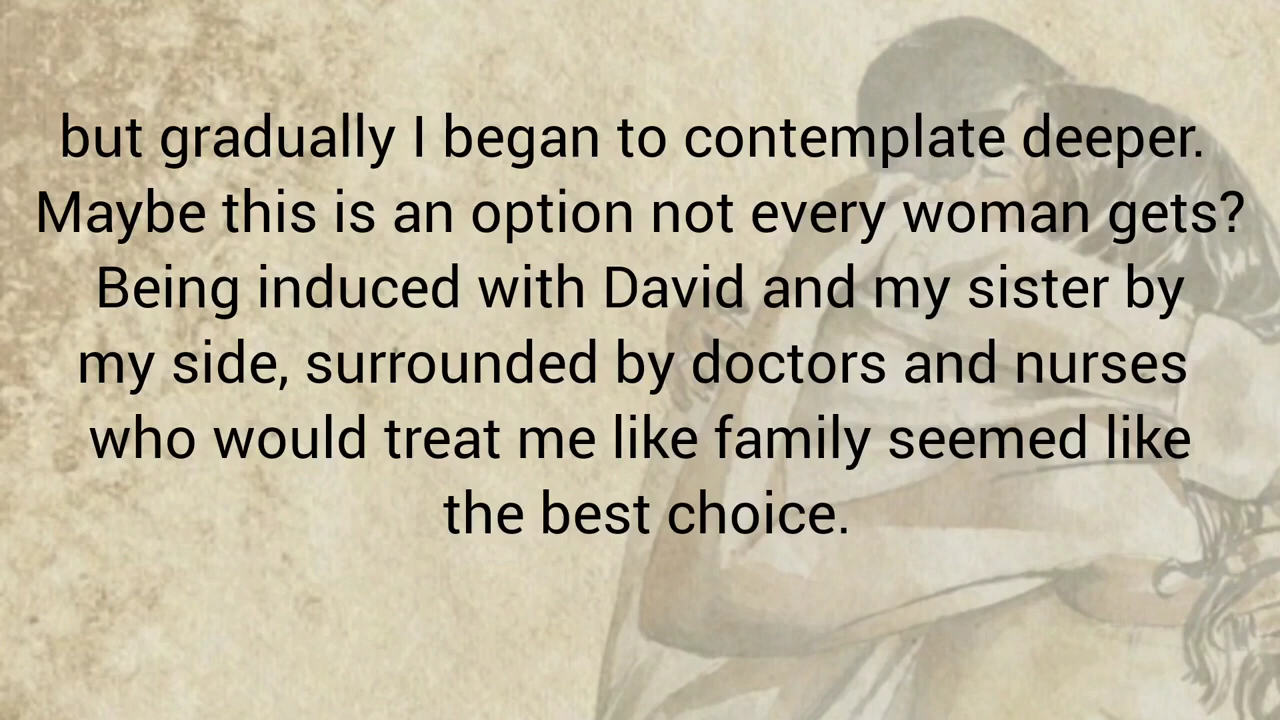 but gradually I began to contemplate deeper.
Maybe this is an option not every woman gets?
Being induced with David and my sister by
my side, surrounded by doctors and nurses
who would treat me like family seemed like
the best choice.